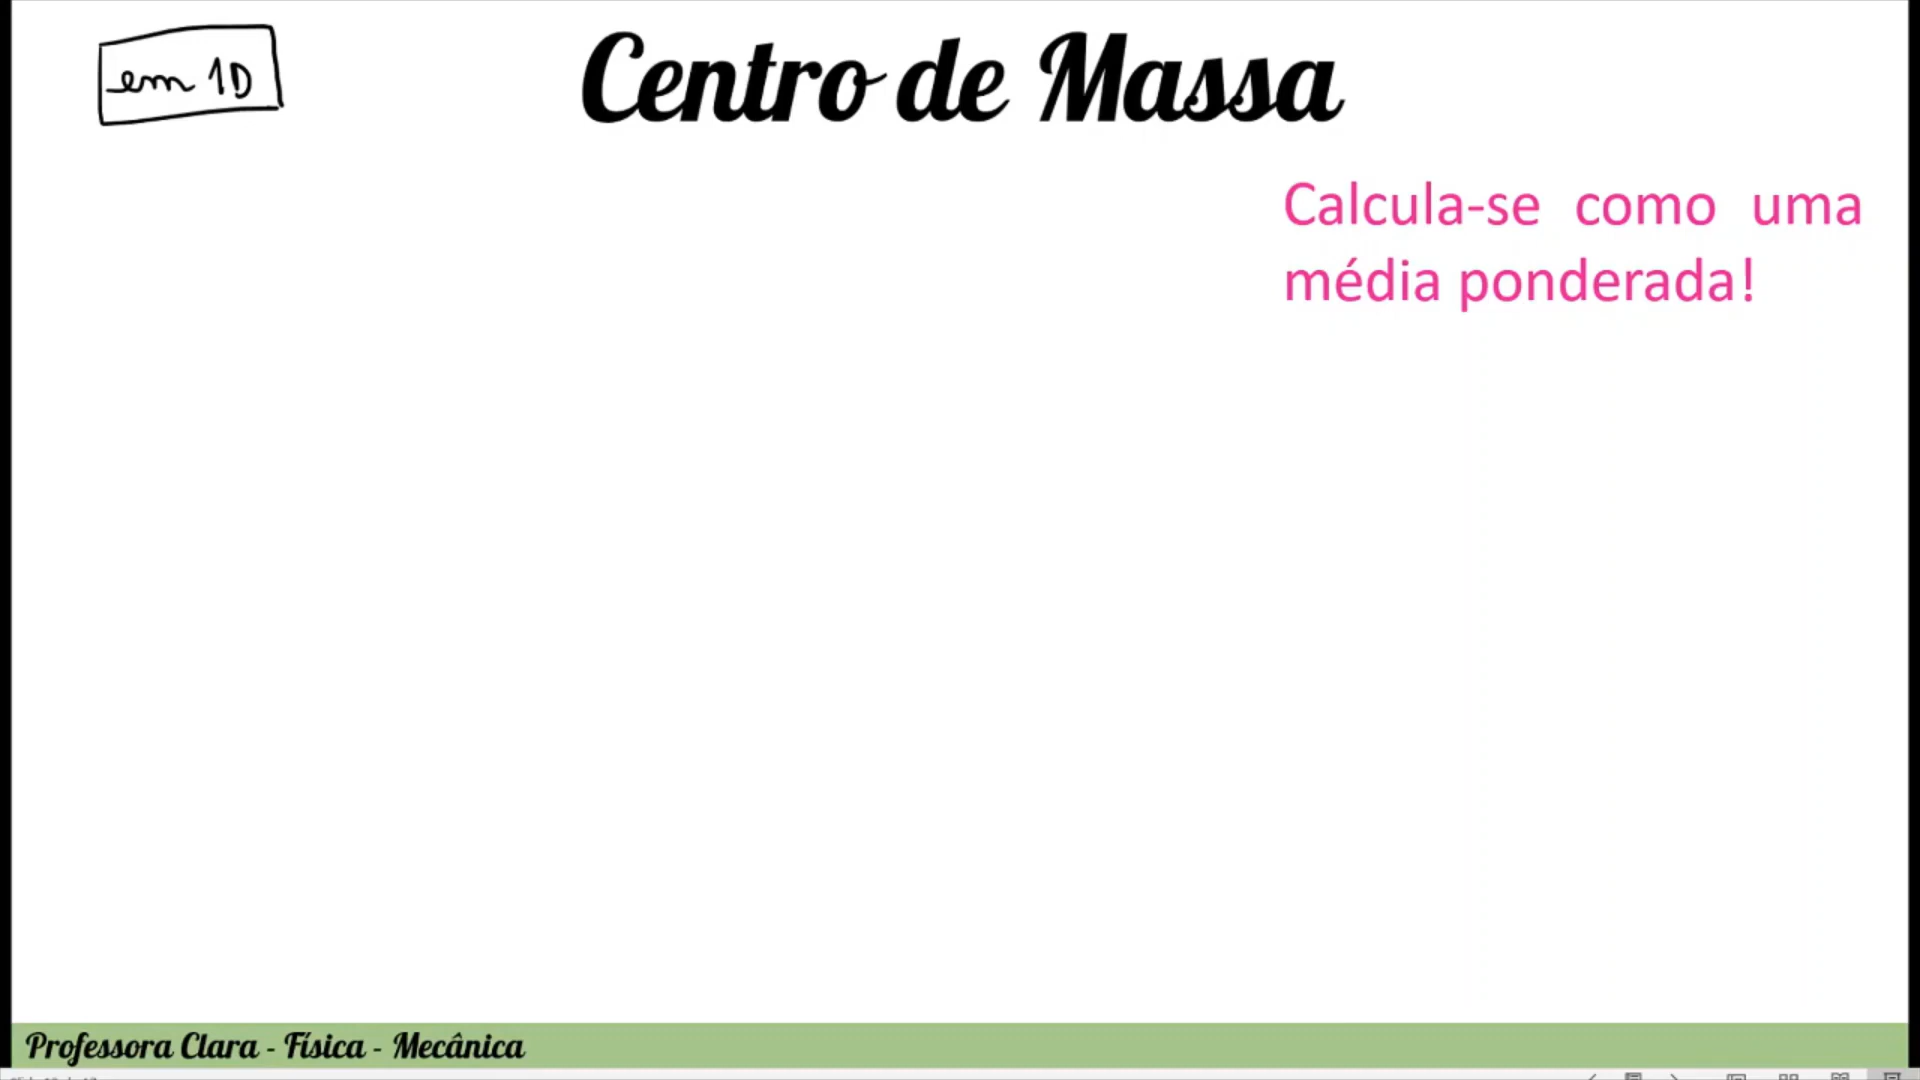 em 1D
Centro de Massa
Calcula-se como uma
média ponderada!
Professora Clara - Física - Mecânica